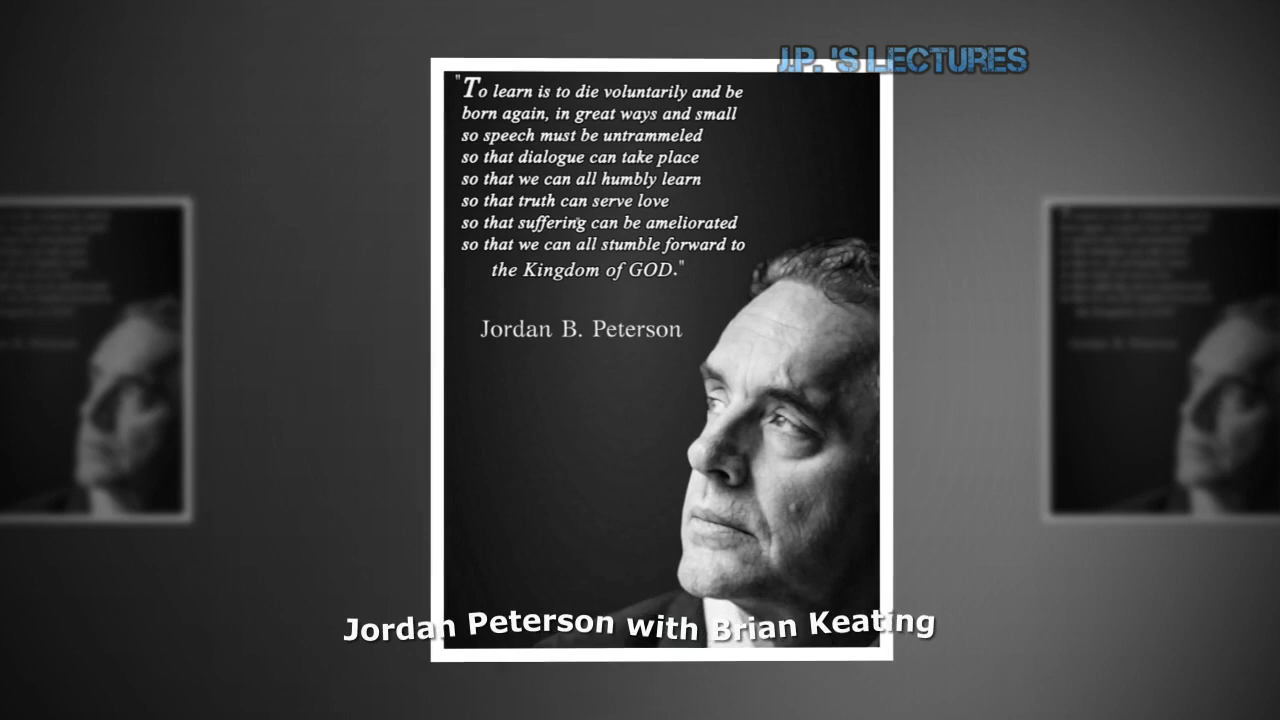 J.P. 'S LECTURES
"To learn is to die voluntarily and be
born again, in great ways and small
so speech must be untrammeled
so that dialogue can take place
so that we can all humbly learn
so that truth can serve love
so that suffering can be ameliorated
so that we can all stumble forward to
the Kingdom of GOD."
Jordan B. Peterson
Jordan Peterson with Brian Keating